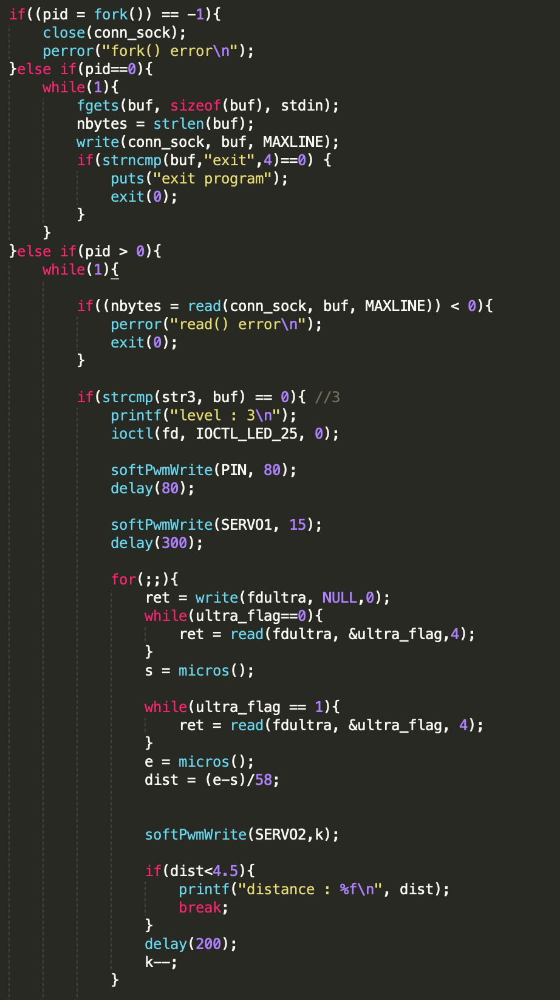 if((pid = fork()) == -1){
    close(conn_sock);
    perror("fork() error\n");
}else if(pid==0){
    while(1){
        fgets(buf, sizeof(buf), stdin);
        nbytes = strlen(buf);
        write(conn_sock, buf, MAXLINE);
        if(strncmp(buf,"exit",4)==0) {
            puts("exit program");
            exit(0);
        }
    }
}else if(pid > 0){
    while(1){
        if((nbytes = read(conn_sock, buf, MAXLINE)) < 0){
            perror("read() error\n");
            exit(0);
        }
        if(strcmp(str3, buf) == 0){ //3
            printf("level : 3\n");
            ioctl(fd, IOCTL_LED_25, 0);
            softPwmWrite(PIN, 80);
            delay(80);
            softPwmWrite(SERVO1, 15);
            delay(300);
            for(;;){
                ret = write(fdultra, NULL,0);
                while(ultra_flag==0){
                    ret = read(fdultra, &ultra_flag,4);
                }
                s = micros();
                while(ultra_flag == 1){
                    ret = read(fdultra, &ultra_flag, 4);
                }
                e = micros();
                dist = (e-s)/58;
                softPwmWrite(SERVO2,k);
                if(dist<4.5){
                    printf("distance : %f\n", dist);
                    break;
                }
                delay(200);
                k--;
            }